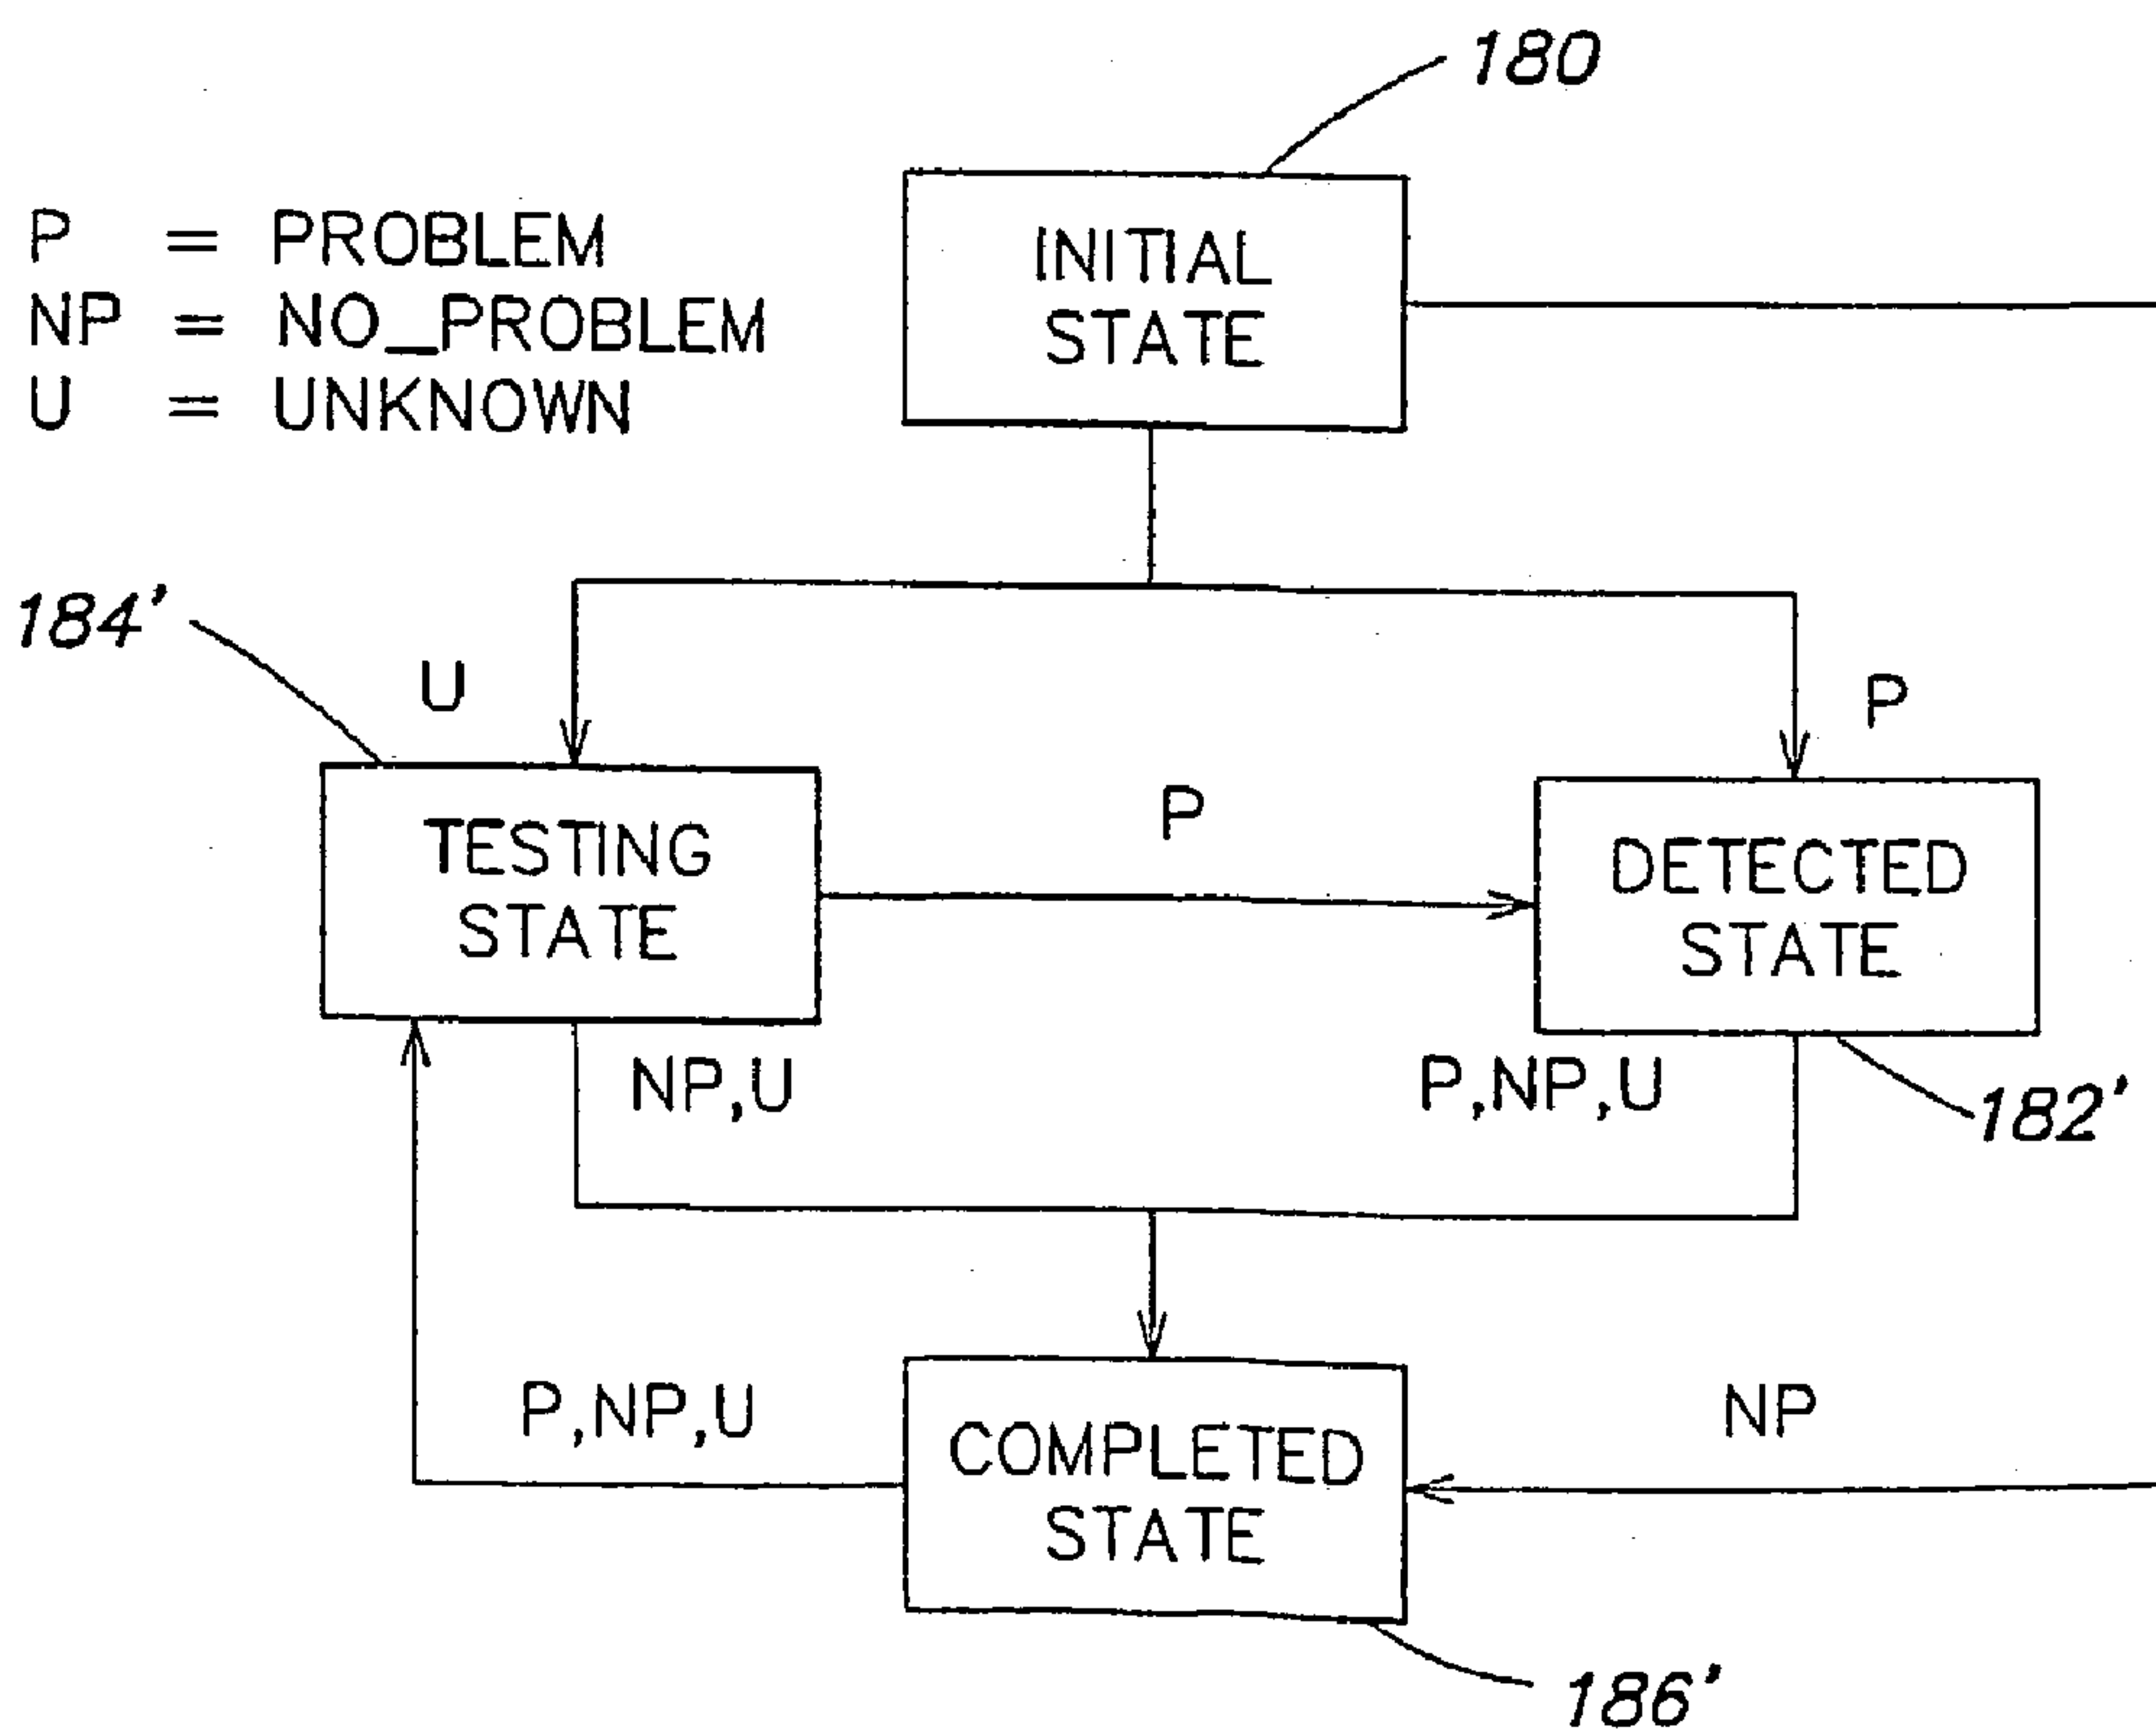 180
P = PROBLEM
NP = NO_PROBLEM
U = UNKNOWN
INITIAL
STATE
184'
U
P
TESTING
STATE
P
DETECTED
STATE
NP,U
P,NP,U
182'
P,NP,U
COMPLETED
STATE
NP
186'